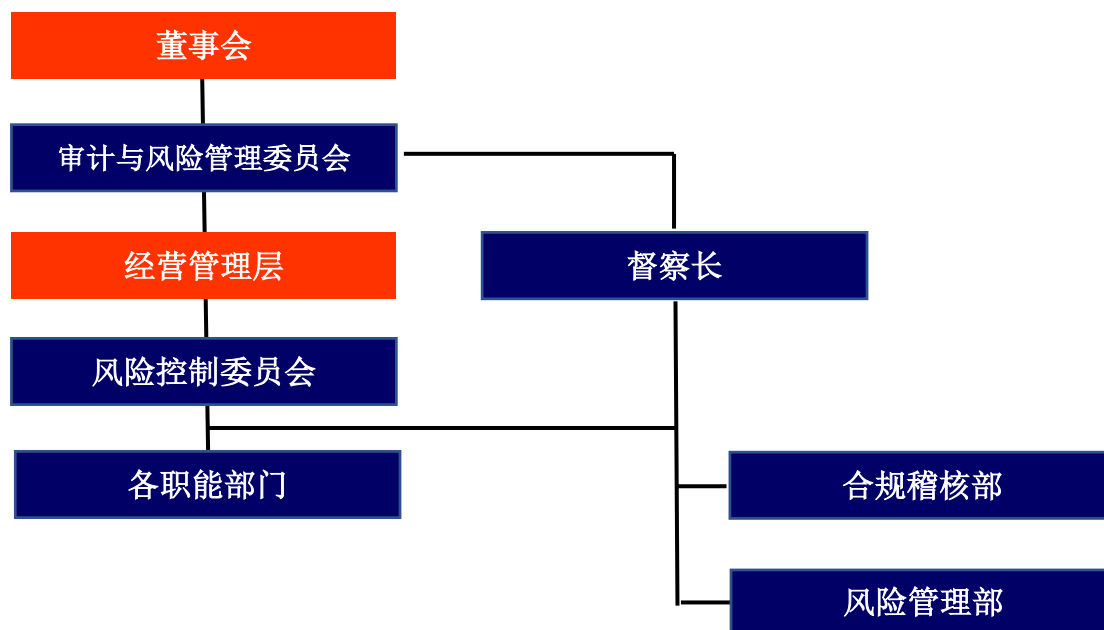 董事会
审计与风险管理委员会
经营管理层
督察长
风险控制委员会
各职能部门
合规稽核部
风险管理部